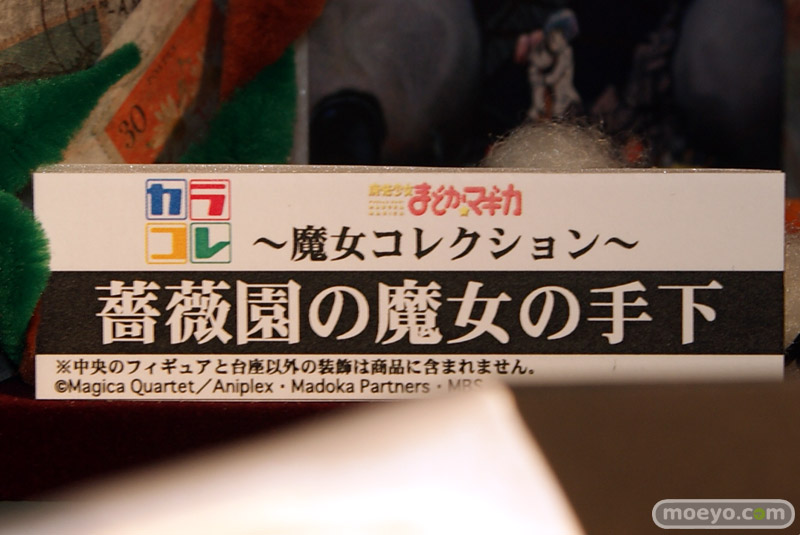 30
カラ
コレ
魔法少女
まどか☆マギカ
～魔女コレクション～
薔薇園の魔女の手下
※中央のフィギュアと台座以外の装飾は商品に含まれません。
©Magica Quartet／Aniplex・Madoka Partners・MBS
moeyo.com